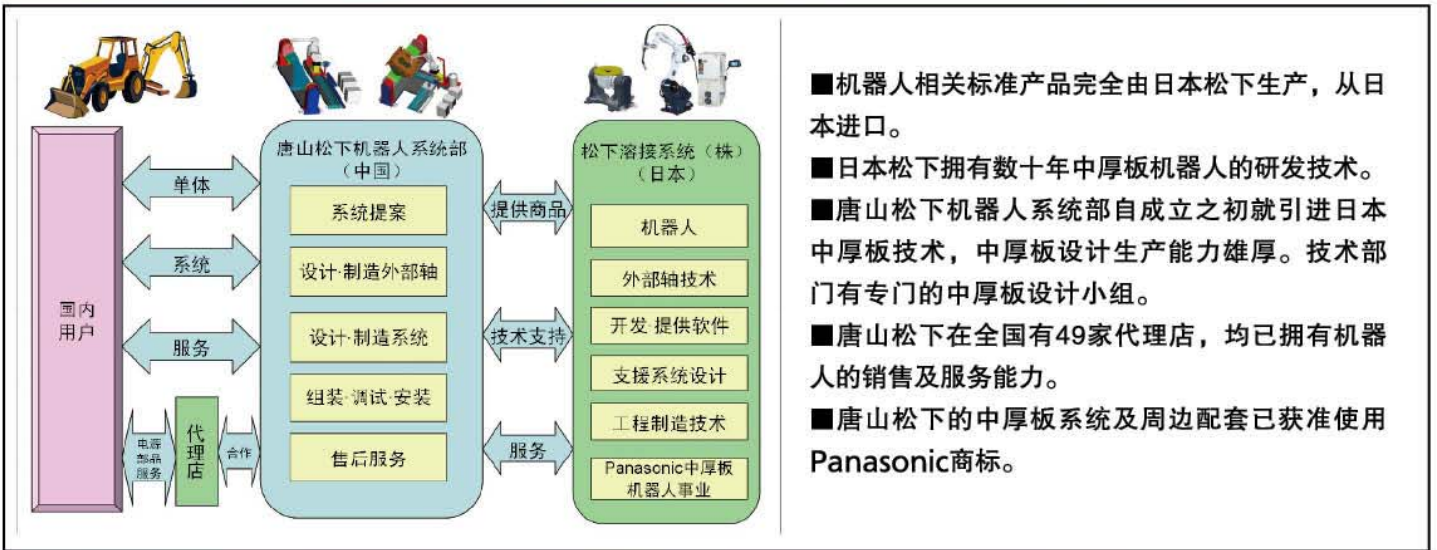 国内
用户
单体
系统
服务
电源
部品
服务
代
理
店
合作
唐山松下机器人系统部
（中国）
系统提案
设计·制造外部轴
设计·制造系统
组装·调试·安装
售后服务
提供商品
技术支持
服务
松下溶接系统（株）
（日本）
机器人
外部轴技术
开发·提供软件
支援系统设计
工程制造技术
Panasonic中厚板
机器人事业
■机器人相关标准产品完全由日本松下生产，从日
本进口。
■日本松下拥有数十年中厚板机器人的研发技术。
■唐山松下机器人系统部自成立之初就引进日本
中厚板技术，中厚板设计生产能力雄厚。技术部
门有专门的中厚板设计小组。
■唐山松下在全国有49家代理店，均已拥有机器
人的销售及服务能力。
■唐山松下的中厚板系统及周边配套已获准使用
Panasonic商标。